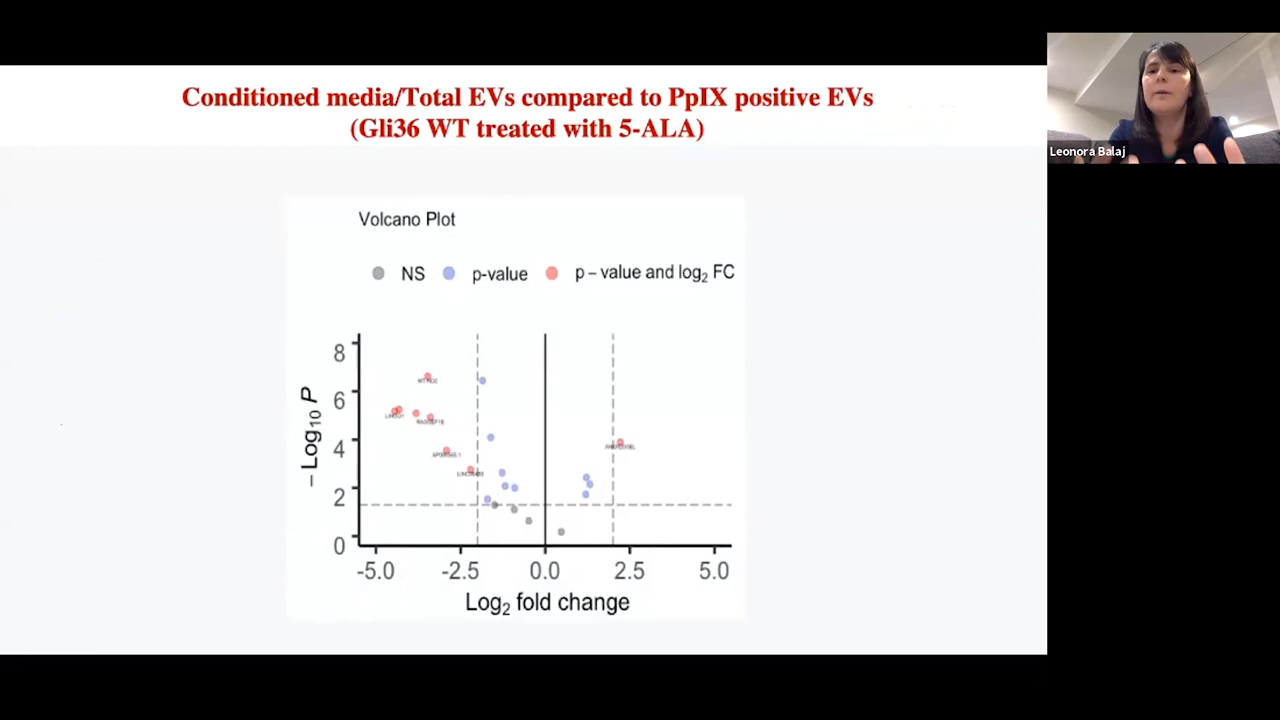 Conditioned media/Total EVs compared to PpIX positive EVs
(Gli36 WT treated with 5-ALA)
Leonora Balaj
Volcano Plot
NS p-value p – value and log2 FC
8
6
4
2
0
– Log10 P
-5.0 -2.5 0.0 2.5 5.0
Log2 fold change